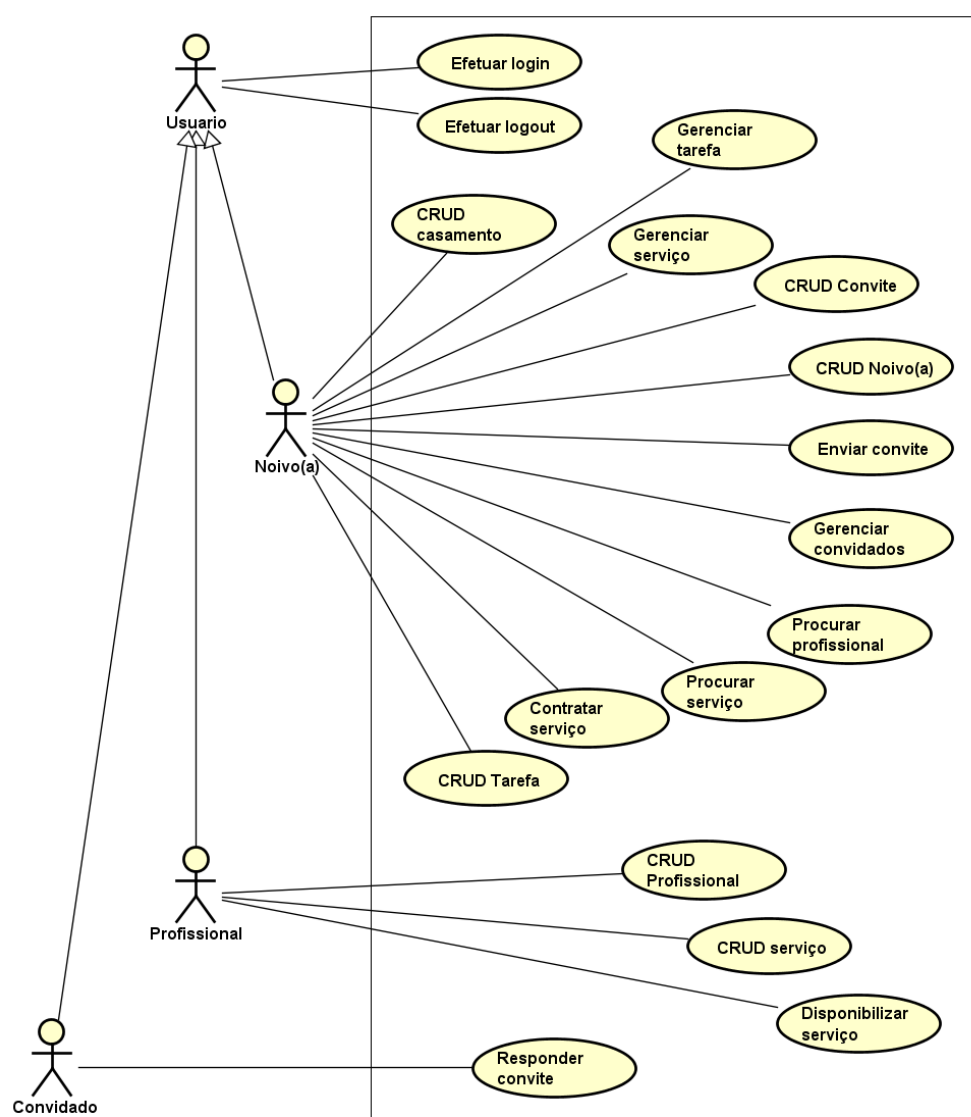 Efetuar login
Usuario
Efetuar logout
Gerenciar
tarefa
CRUD
casamento
Gerenciar
serviço
CRUD Convite
CRUD Noivo(a)
Noivo(a)
Enviar convite
Gerenciar
convidados
Procurar
profissional
Procurar
serviço
Contratar
serviço
CRUD Tarefa
CRUD
Profissional
Profissional
CRUD serviço
Disponibilizar
serviço
Responder
convite
Convidado